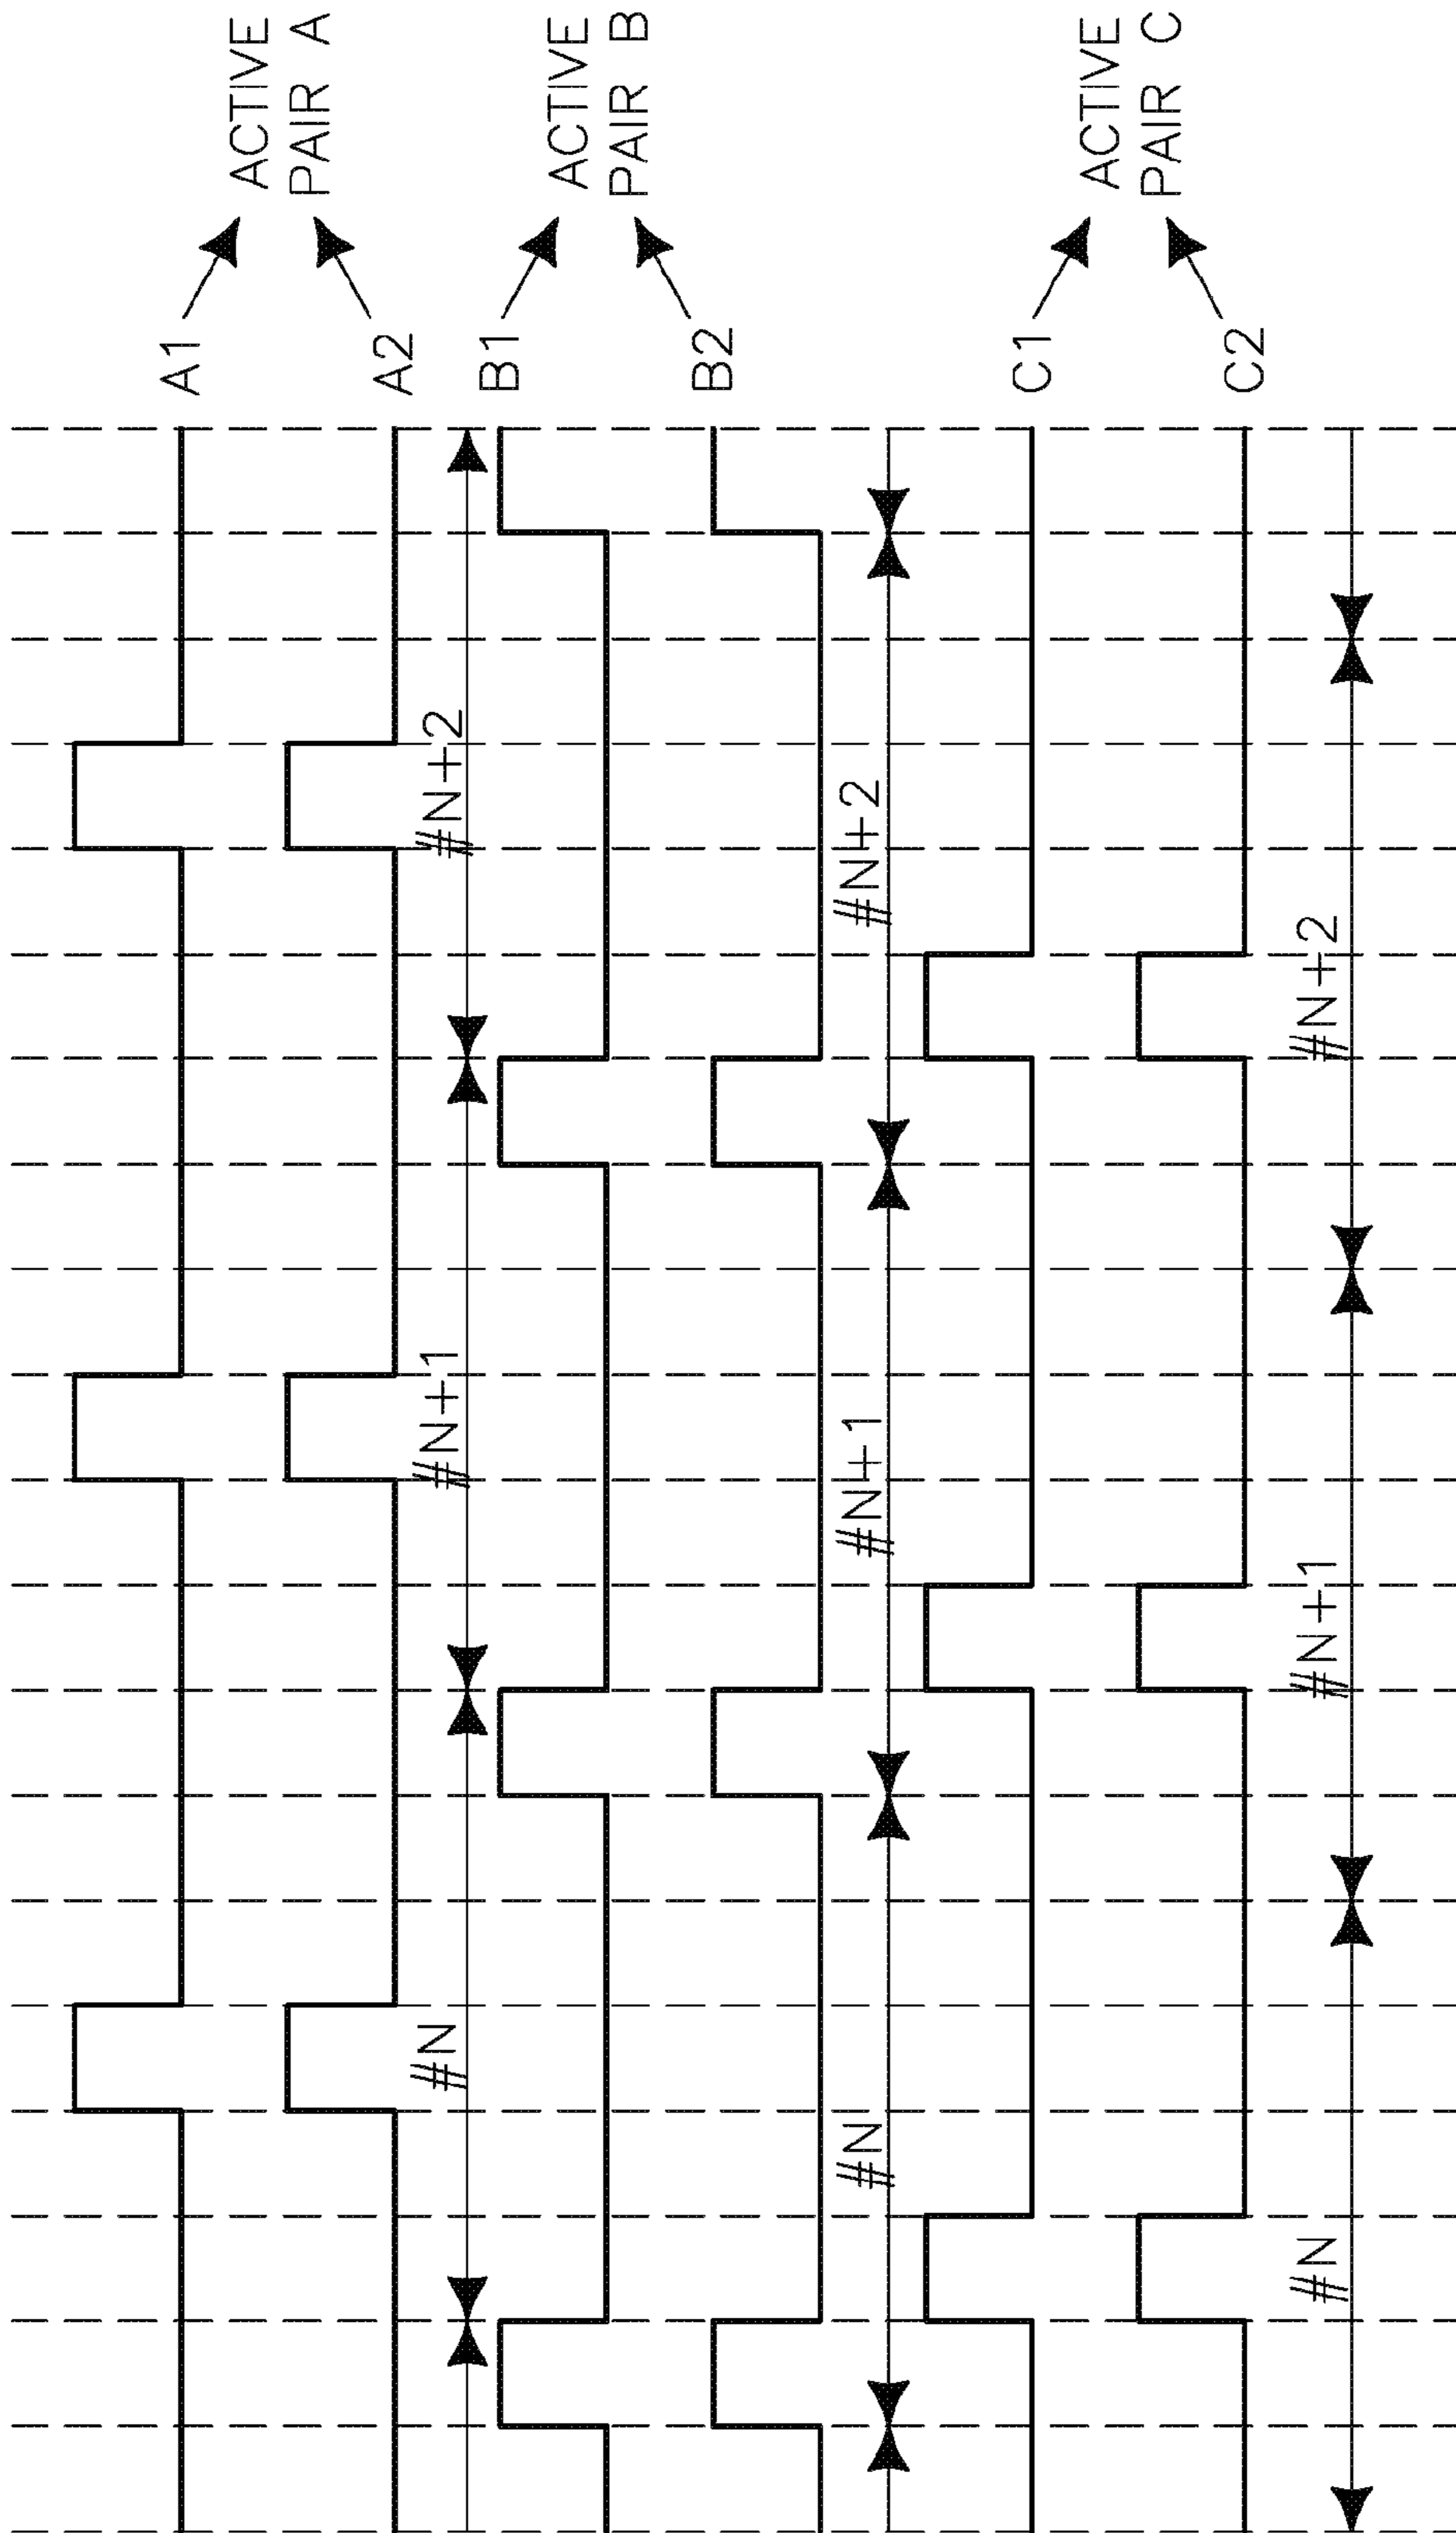 A1
ACTIVE
PAIR A
A2
#N
#N+1
#N+2
B1
ACTIVE
PAIR B
B2
#N
#N+1
#N+2
C1
ACTIVE
PAIR C
C2
#N
#N+1
#N+2